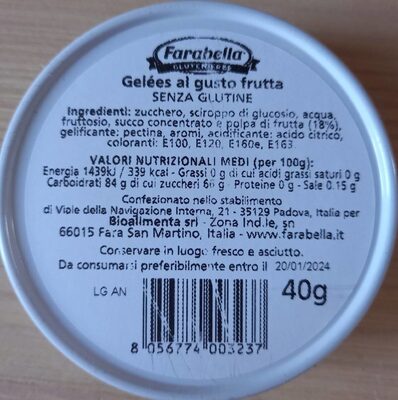 Farabella
GLUTENFREE
Gelées al gusto frutta
SENZA GLUTINE
Ingredienti: zucchero, sciroppo di glucosio, acqua,
fruttosio, succo concentrato e polpa di frutta (18%),
gelificante: pectina, aromi, acidificante: acido citrico,
coloranti: E100, E120, E160e, E163
VALORI NUTRIZIONALI MEDI (per 100g):
Energia 1439kJ / 339 kcal - Grassi 0 g di cui acidi grassi saturi 0 g
Carboidrati 84 g di cui zuccheri 66 g - Proteine 0 g - Sale 0.15 g
Confezionato nello stabilimento
di Viale della Navigazione Interna, 21 - 35129 Padova, Italia per
Bioalimenta srl - Zona Ind.le, sn
66015 Fara San Martino, Italia - www.farabella.it
Conservare in luogo fresco e asciutto.
Da consumarsi preferibilmente entro il 20/01/2024
LG AN
40g
8 056774 003237